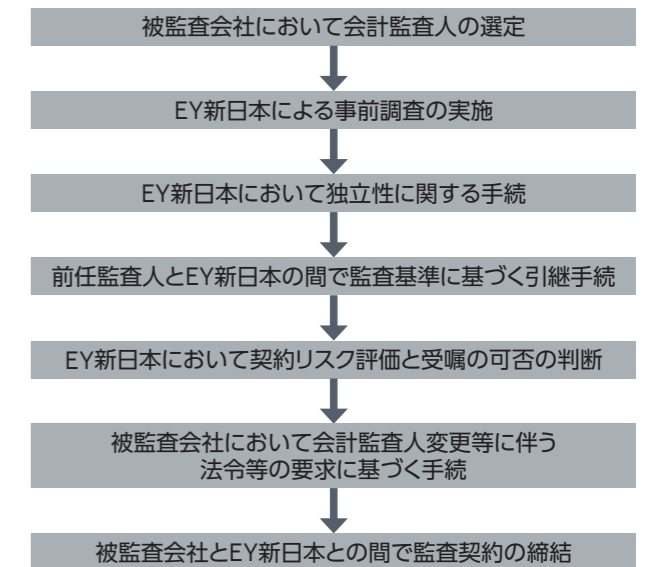 被監査会社において会計監査人の選定
EY新日本による事前調査の実施
EY新日本において独立性に関する手続
前任監査人とEY新日本の間で監査基準に基づく引継手続
EY新日本において契約リスク評価と受嘱の可否の判断
被監査会社において会計監査人変更等に伴う
法令等の要求に基づく手続
被監査会社とEY新日本との間で監査契約の締結